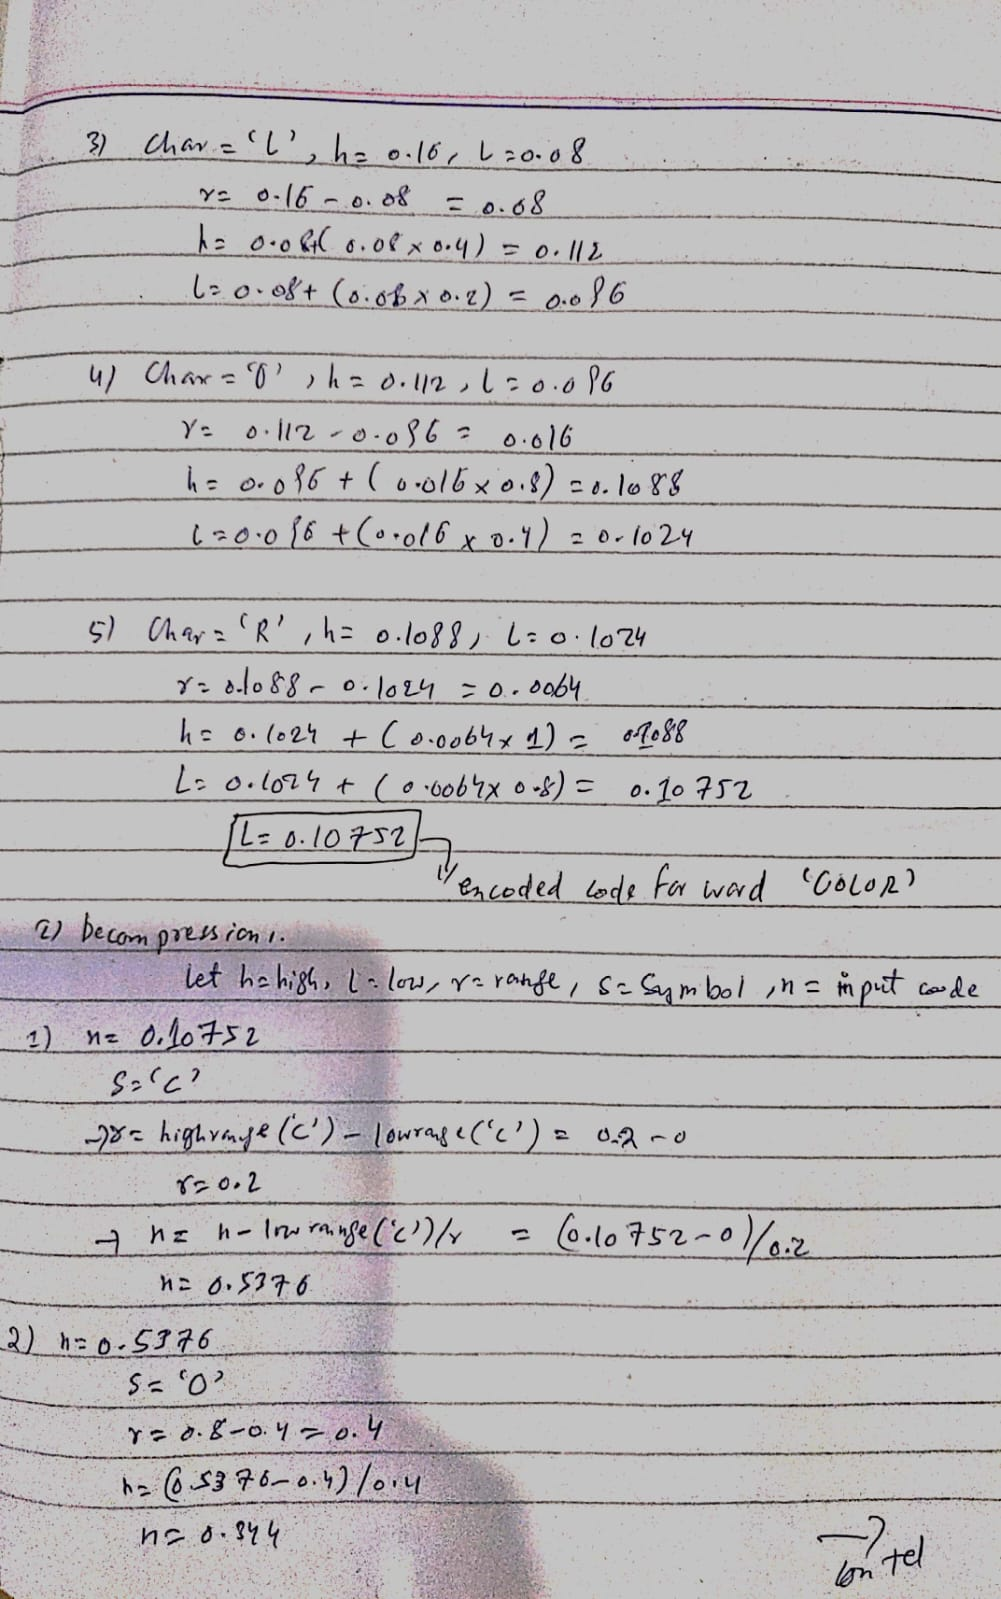 3) Char = 'L', h = 0.16, L = 0.08
r = 0.16 - 0.08 = 0.08
h = 0.08+( 0.08 x 0.4) = 0.112
l = 0.08+ (0.08 x 0.2) = 0.096
4) Char = 'O', h = 0.112, l = 0.096
r = 0.112 - 0.096 = 0.016
h = 0.096 + ( 0.016 x 0.8) = 0.1088
l = 0.096 + (0.016 x 0.4) = 0.1024
5) Char = 'R', h = 0.1088, L = 0.1024
r = 0.1088 - 0.1024 = 0.0064
h = 0.1024 + ( 0.0064 x 1) = 0.1088
L = 0.1024 + ( 0.0064 x 0.8) = 0.10752
L = 0.10752
encoded code for word 'COLOR'
2) Decompression :.
Let h = high, l = low, r = range, S = Symbol, n = input code
1) n = 0.10752
S = 'C'
→ r = highrange ('C') - lowrange ('C') = 0.2 - 0
r = 0.2
→ n = n - low range ('C')/r = (0.10752 - 0)/0.2
n = 0.5376
2) n = 0.5376
S = 'O'
r = 0.8 - 0.4 = 0.4
n = (0.5376 - 0.4)/0.4
n = 0.344
→